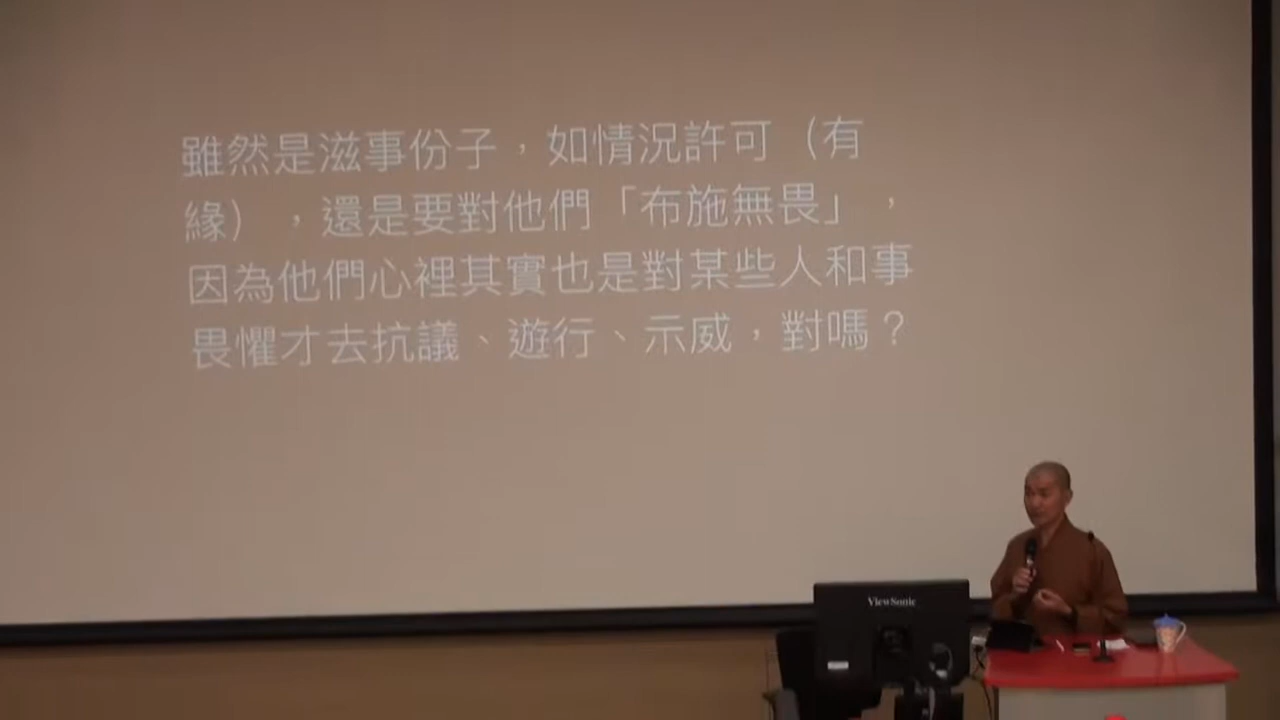 雖然是滋事份子，如情況許可（有
緣），還是要對他們「布施無畏」，
因為他們心裡其實也是對某些人和事
畏懼才去抗議、遊行、示威，對嗎？
ViewSonic